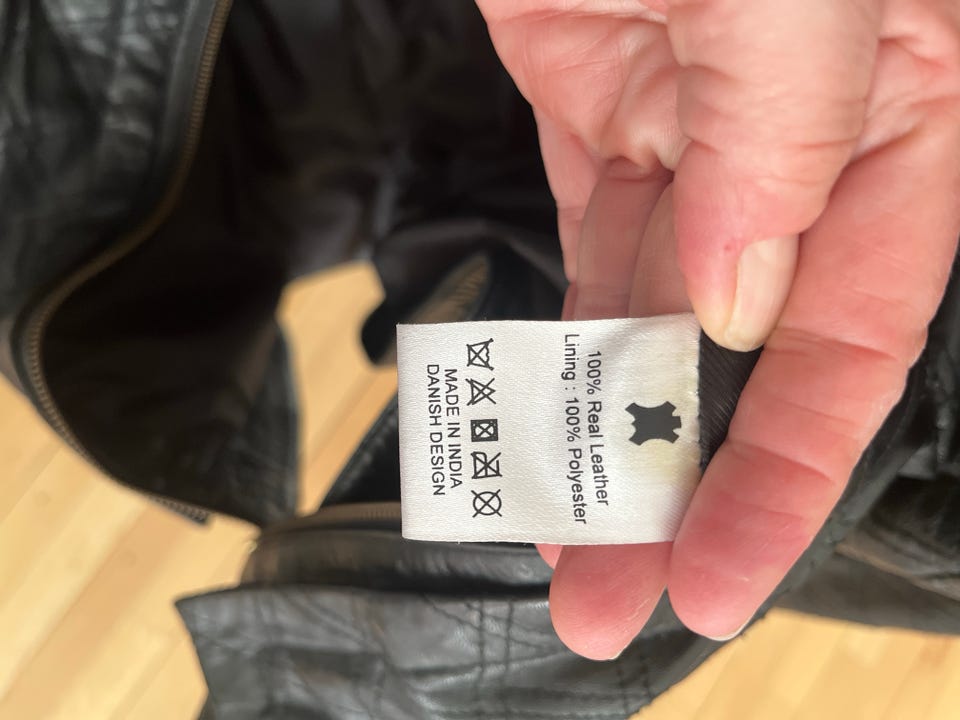 100% Real Leather
Lining : 100% Polyester
MADE IN INDIA
DANISH DESIGN